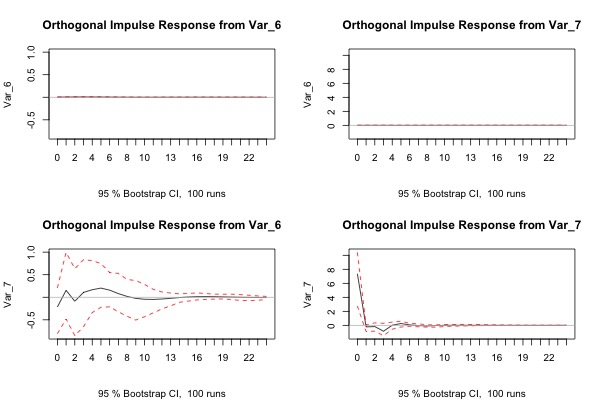 Orthogonal Impulse Response from Var_6
Var_6
1.0
0.5
-0.5
0 2 4 6 8 10 13 16 19 22
95 % Bootstrap CI, 100 runs
Orthogonal Impulse Response from Var_7
Var_6
8
6
4
2
0
0 2 4 6 8 10 13 16 19 22
95 % Bootstrap CI, 100 runs
Orthogonal Impulse Response from Var_6
Var_7
1.0
0.5
-0.5
0 2 4 6 8 10 13 16 19 22
95 % Bootstrap CI, 100 runs
Orthogonal Impulse Response from Var_7
Var_7
8
6
4
2
0
0 2 4 6 8 10 13 16 19 22
95 % Bootstrap CI, 100 runs